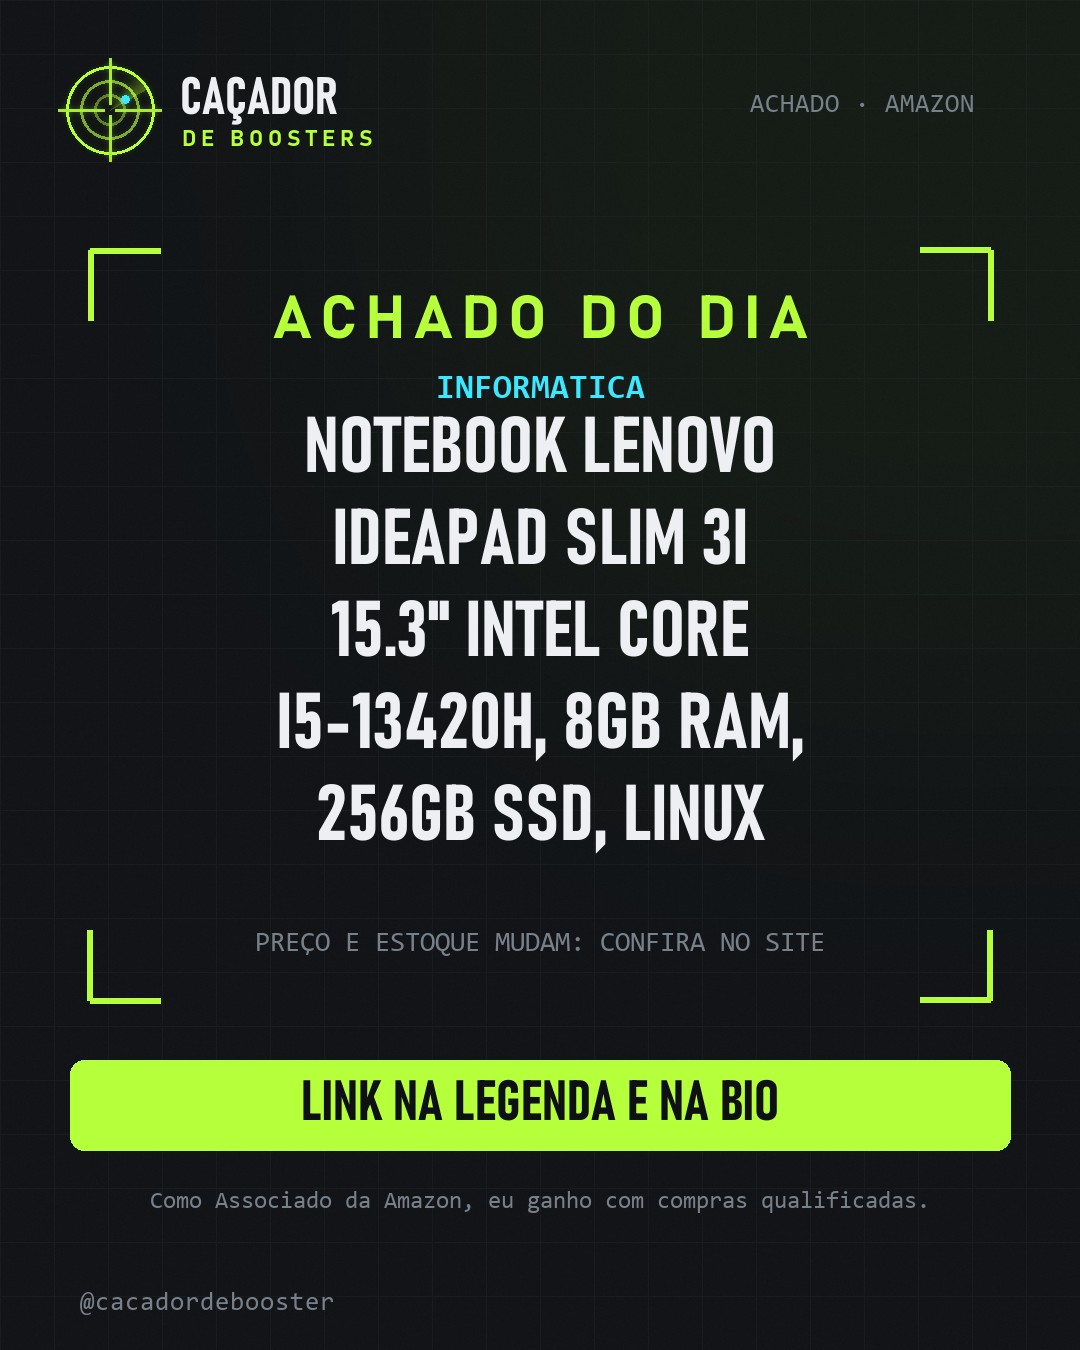 CAÇADOR
DE BOOSTERS
ACHADO · AMAZON
ACHADO DO DIA
INFORMATICA
NOTEBOOK LENOVO
IDEAPAD SLIM 3I
15.3" INTEL CORE
I5-13420H, 8GB RAM,
256GB SSD, LINUX
PREÇO E ESTOQUE MUDAM: CONFIRA NO SITE
LINK NA LEGENDA E NA BIO
Como Associado da Amazon, eu ganho com compras qualificadas.
@cacadordebooster